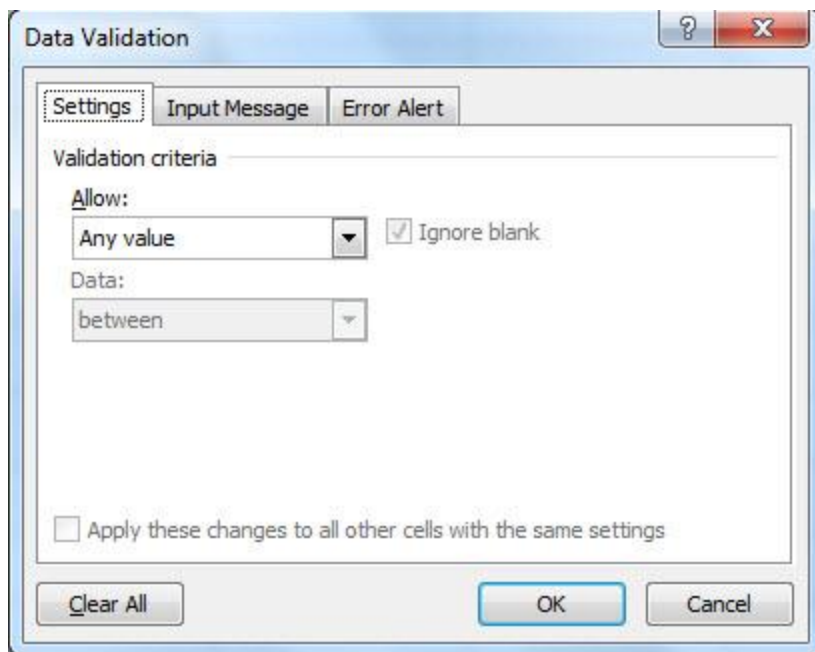 Data Validation
Settings Input Message Error Alert
Validation criteria
Allow:
Any value Ignore blank
Data:
between
Apply these changes to all other cells with the same settings
Clear All OK Cancel